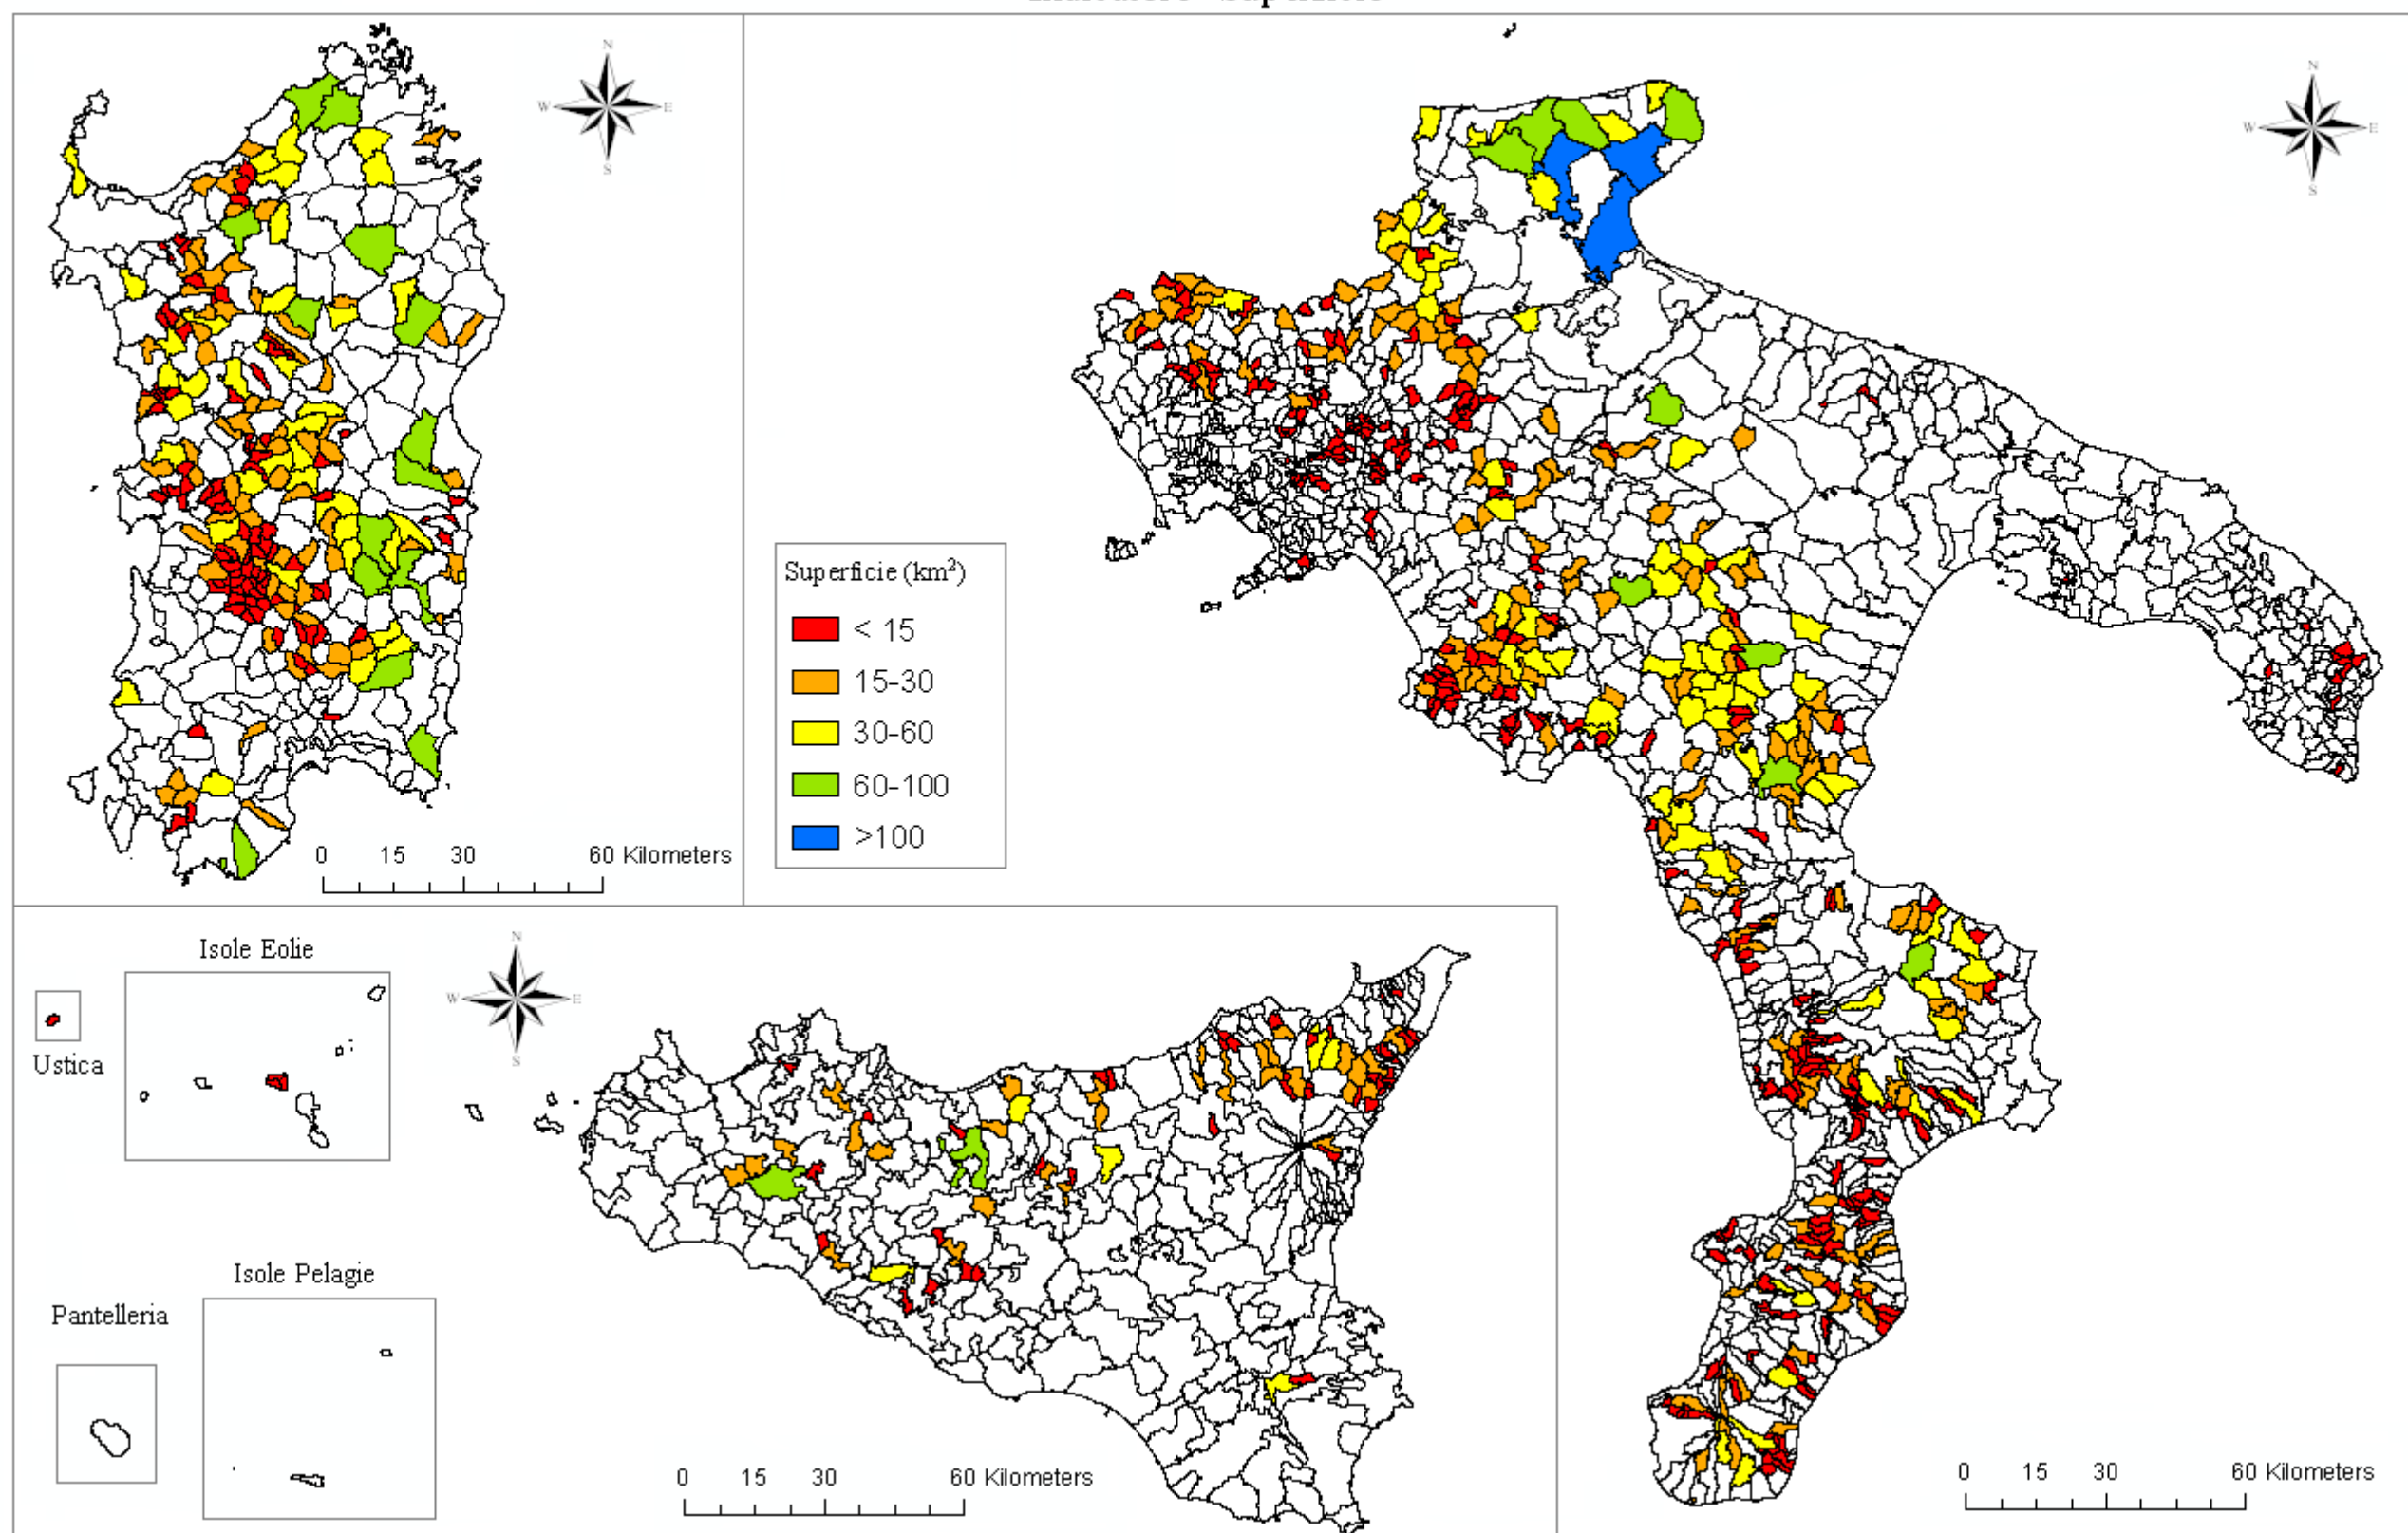 N
W E
S
N
W E
S
Superficie (km²)
< 15
15-30
30-60
60-100
>100
0 15 30 60 Kilometers
Isole Eolie
N
W E
S
Ustica
Isole Pelagie
Pantelleria
0 15 30 60 Kilometers
0 15 30 60 Kilometers